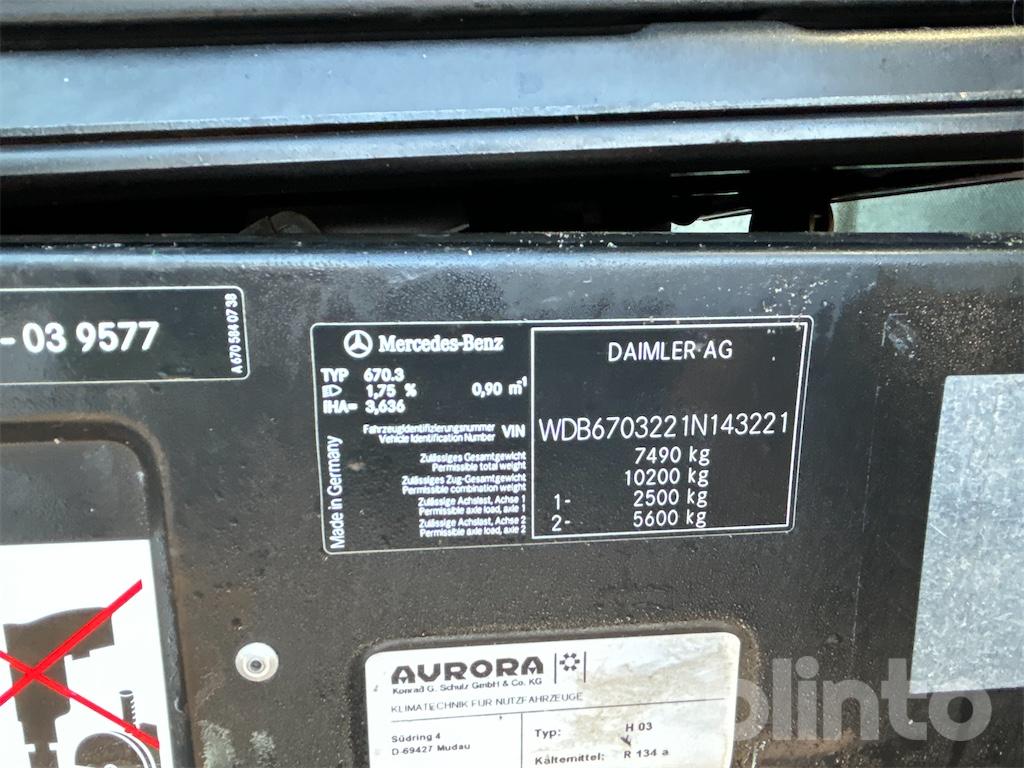 - 03 9577
A 670 584 07 38
Mercedes-Benz
TYP 670.3
1,75 % 0,90 m-1
IHA= 3,636
Fahrzeugidentifizierungsnummer
Vehicle Identification Number VIN
Zulässiges Gesamtgewicht
Permissible total weight
Zulässiges Zug-Gesamtgewicht
Permissible combination weight
Zulässige Achslast, Achse 1
Permissible axle load, axle 1
Zulässige Achslast, Achse 2
Permissible axle load, axle 2
Made in Germany
DAIMLER AG
WDB6703221N143221
7490 kg
10200 kg
1- 2500 kg
2- 5600 kg
AURORA
Konrad G. Schulz GmbH & Co. KG
KLIMATECHNIK FÜR NUTZFAHRZEUGE
Südring 4
D-69427 Mudau
Typ: H 03
Kältemittel: R 134 a
klinto